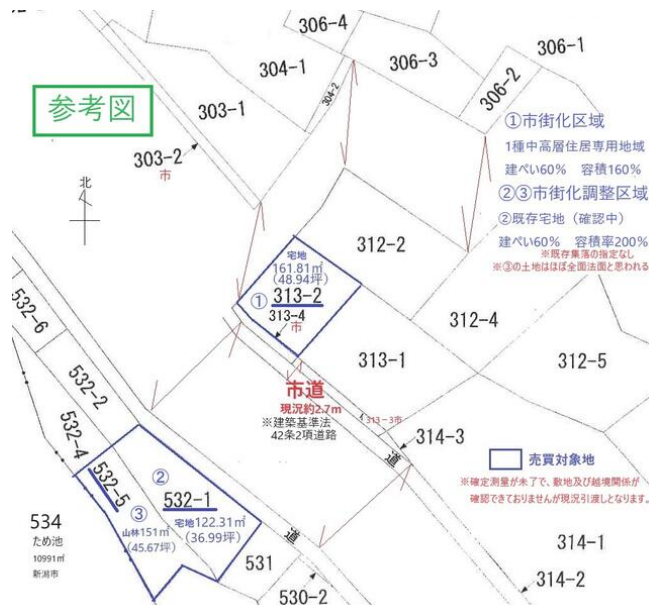 306-4
306-1
304-1
306-3
304-2
306-2
参考図
303-1
①市街化区域
1種中高層住居専用地域
建ぺい60% 容積160%
303-2
市
②③市街化調整区域
②既存宅地（確認中）
建ぺい60% 容積率200%
※既存集落の指定なし
※③の土地はほぼ全面法面と思われる
北
312-2
宅地
161.81㎡
(48.94坪)
① 313-2
313-4
市
312-4
532-6
313-1
312-5
532-2
市道
現況約2.7m
※建築基準法
42条2項道路
313-3市
314-3
道
532-4
売買対象地
532-5
②
532-1
※確定測量が未了で、敷地及び越境関係が
確認できておりませんが現況引渡しとなります。
③
宅地122.31㎡
(36.99坪)
山林151㎡
(45.67坪)
534
ため池
10991㎡
新潟市
道
531
314-1
314-2
530-2